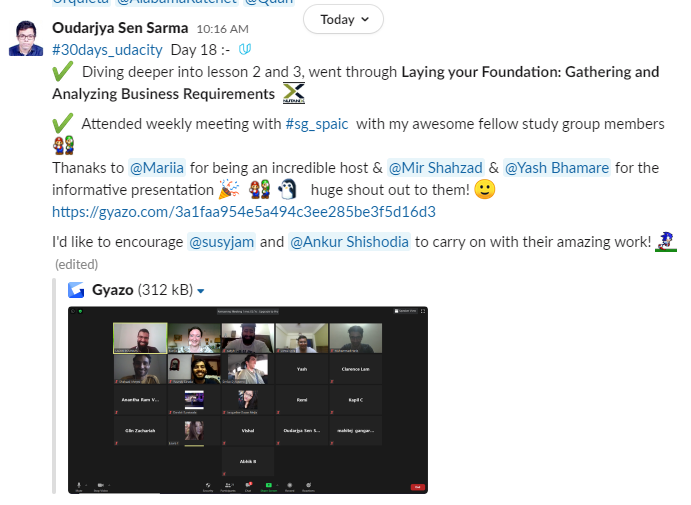 Urquieta @AlabamaRatchet @Quan
Today
Oudarjya Sen Sarma 10:16 AM
#30days_udacity Day 18 :-
Diving deeper into lesson 2 and 3, went through Laying your Foundation: Gathering and
Analyzing Business Requirements
NUTANIX
Attended weekly meeting with #sg_spaic with my awesome fellow study group members
Thanaks to @Mariia for being an incredible host & @Mir Shahzad & @Yash Bhamare for the
informative presentation huge shout out to them!
https://gyazo.com/3a1faa954e5a494c3ee285be3f5d16d3
I'd like to encourage @susyjam and @Ankur Shishodia to carry on with their amazing work!
(edited)
Gyazo (312 kB)
Yash Clarence Lam
Anantha Ram V... Remi Kapil C
Glin Zachariah Vishal Oudarjya Sen S...
Abhik B